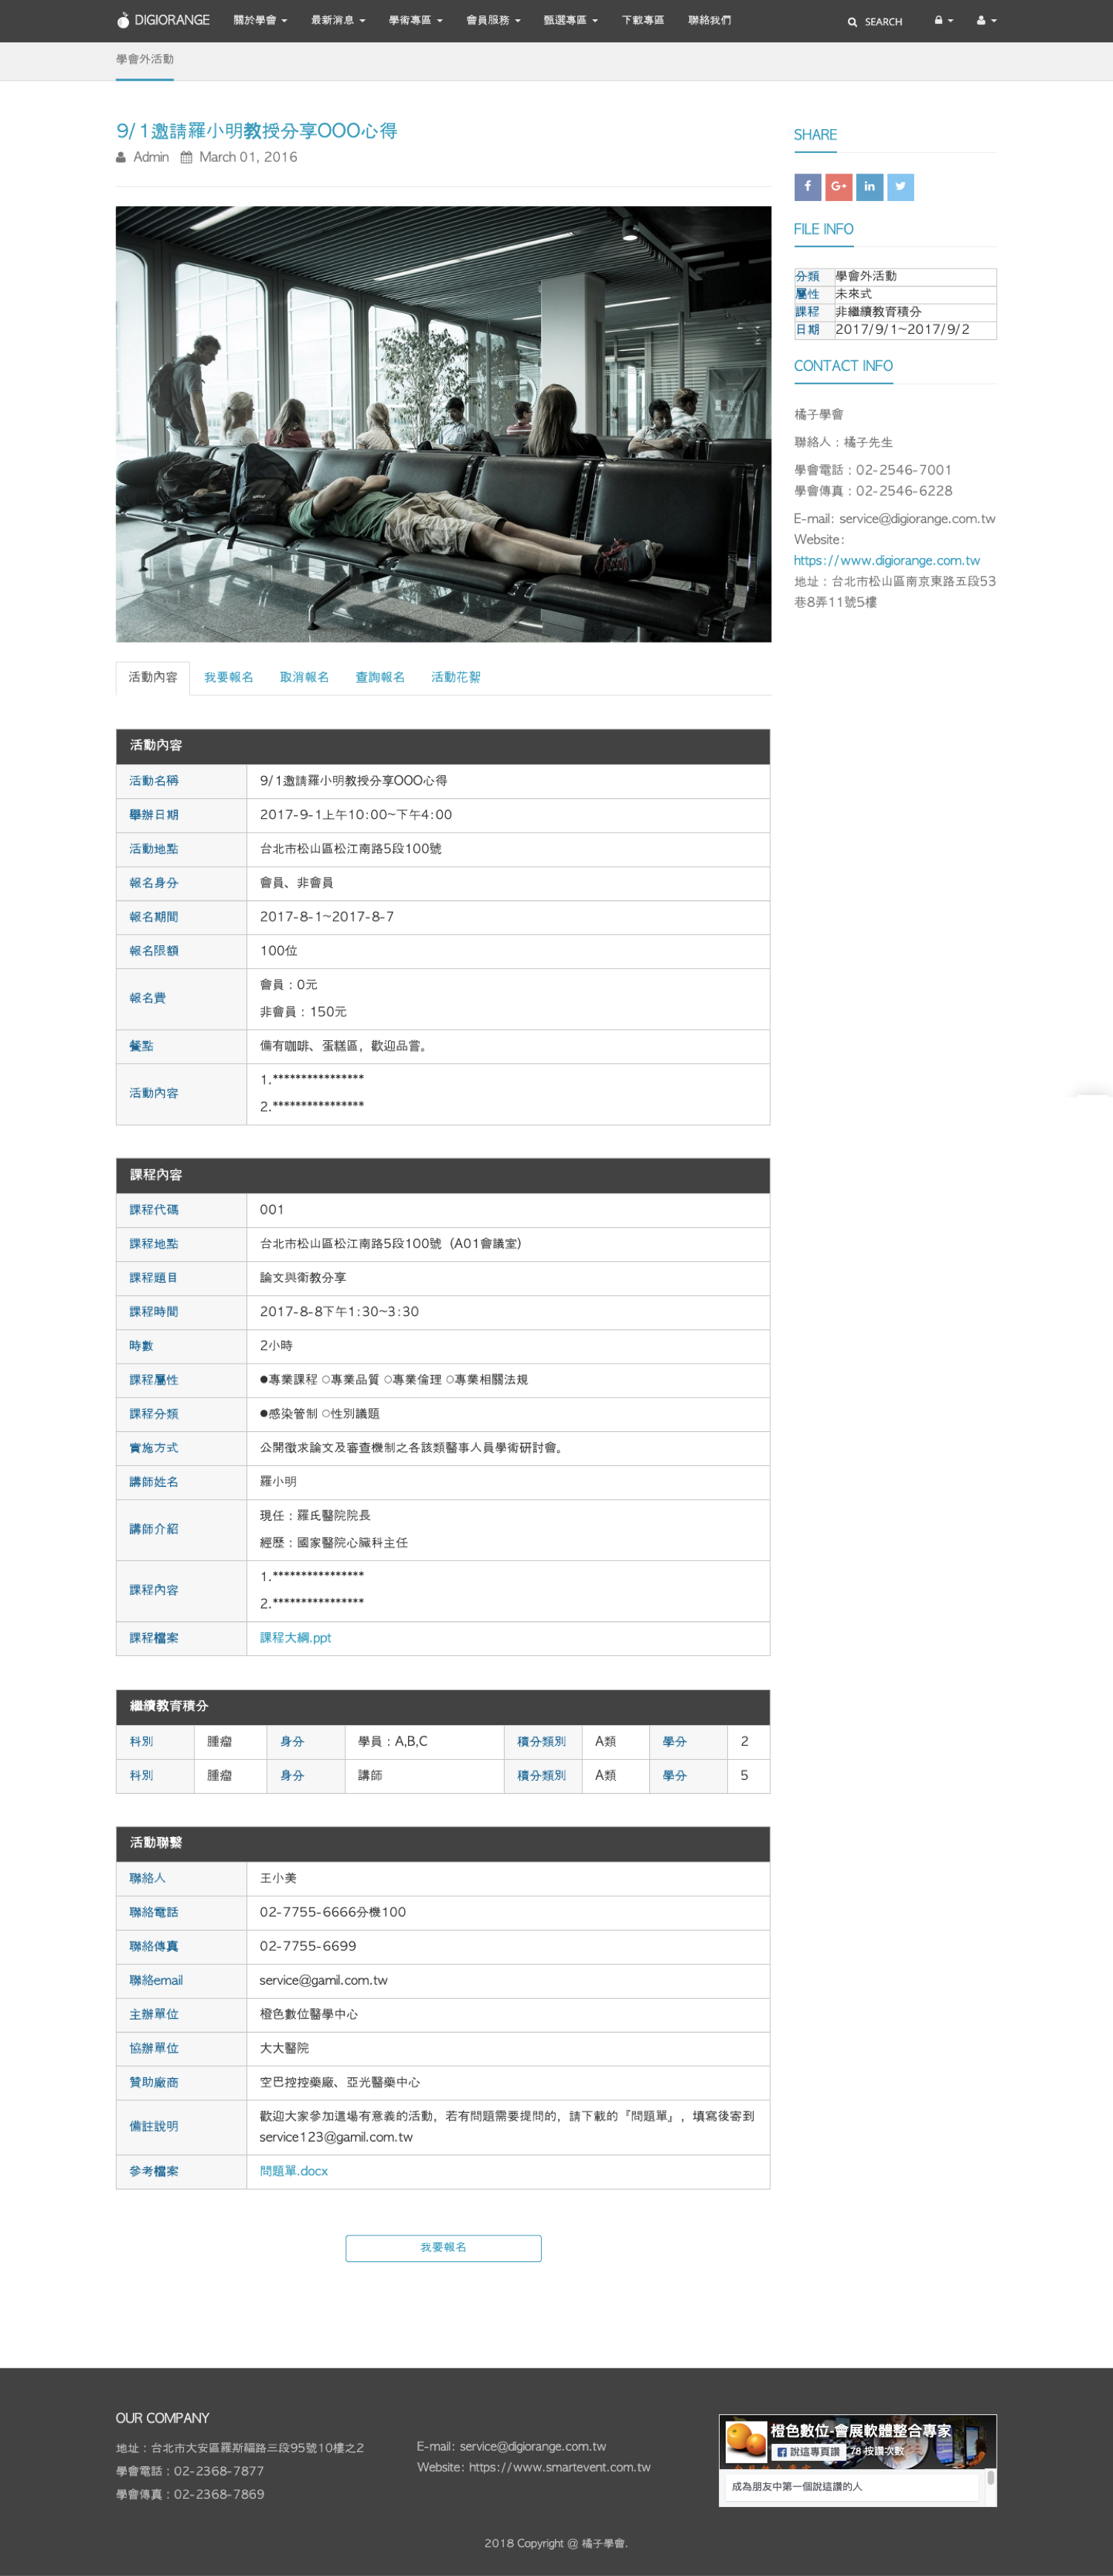 DIGIORANGE 關於學會 最新消息 學術專區 會員服務 甄選專區 下載專區 聯絡我們 SEARCH
學會外活動
9/1邀請羅小明教授分享OOO心得
Admin March 01, 2016
活動內容 我要報名 取消報名 查詢報名 活動花絮
活動內容
活動名稱 9/1邀請羅小明教授分享OOO心得
舉辦日期 2017-9-1上午10:00~下午4:00
活動地點 台北市松山區松江南路5段100號
報名身分 會員、非會員
報名期間 2017-8-1~2017-8-7
報名限額 100位
報名費 會員：0元
非會員：150元
餐點 備有咖啡、蛋糕區，歡迎品嘗。
活動內容 1.****************
2.****************
課程內容
課程代碼 001
課程地點 台北市松山區松江南路5段100號（A01會議室）
課程題目 論文與衛教分享
課程時間 2017-8-8下午1:30~3:30
時數 2小時
課程屬性 ●專業課程 ○專業品質 ○專業倫理 ○專業相關法規
課程分類 ●感染管制 ○性別議題
實施方式 公開徵求論文及審查機制之各該類醫事人員學術研討會。
講師姓名 羅小明
講師介紹 現任：羅氏醫院院長
經歷：國家醫院心臟科主任
課程內容 1.****************
2.****************
課程檔案 課程大綱.ppt
繼續教育積分
科別 腫瘤 身分 學員：A,B,C 積分類別 A類 學分 2
科別 腫瘤 身分 講師 積分類別 A類 學分 5
活動聯繫
聯絡人 王小美
聯絡電話 02-7755-6666分機100
聯絡傳真 02-7755-6699
聯絡email service@gamil.com.tw
主辦單位 橙色數位醫學中心
協辦單位 大大醫院
贊助廠商 空巴控控藥廠、亞光醫藥中心
備註說明 歡迎大家參加這場有意義的活動，若有問題需要提問的，請下載的『問題單』，填寫後寄到
service123@gamil.com.tw
參考檔案 問題單.docx
我要報名
SHARE
FILE INFO
分類 學會外活動
屬性 未來式
課程 非繼續教育積分
日期 2017/9/1~2017/9/2
CONTACT INFO
橘子學會
聯絡人：橘子先生
學會電話：02-2546-7001
學會傳真：02-2546-6228
E-mail: service@digiorange.com.tw
Website:
https://www.digiorange.com.tw
地址：台北市松山區南京東路五段53
巷8弄11號5樓
OUR COMPANY
地址：台北市大安區羅斯福路三段95號10樓之2
學會電話：02-2368-7877
學會傳真：02-2368-7869
E-mail: service@digiorange.com.tw
Website: https://www.smartevent.com.tw
橙色數位-會展軟體整合專家
說這專頁讚 78 按讚次數
成為朋友中第一個說這讚的人
2018 Copyright @ 橘子學會.